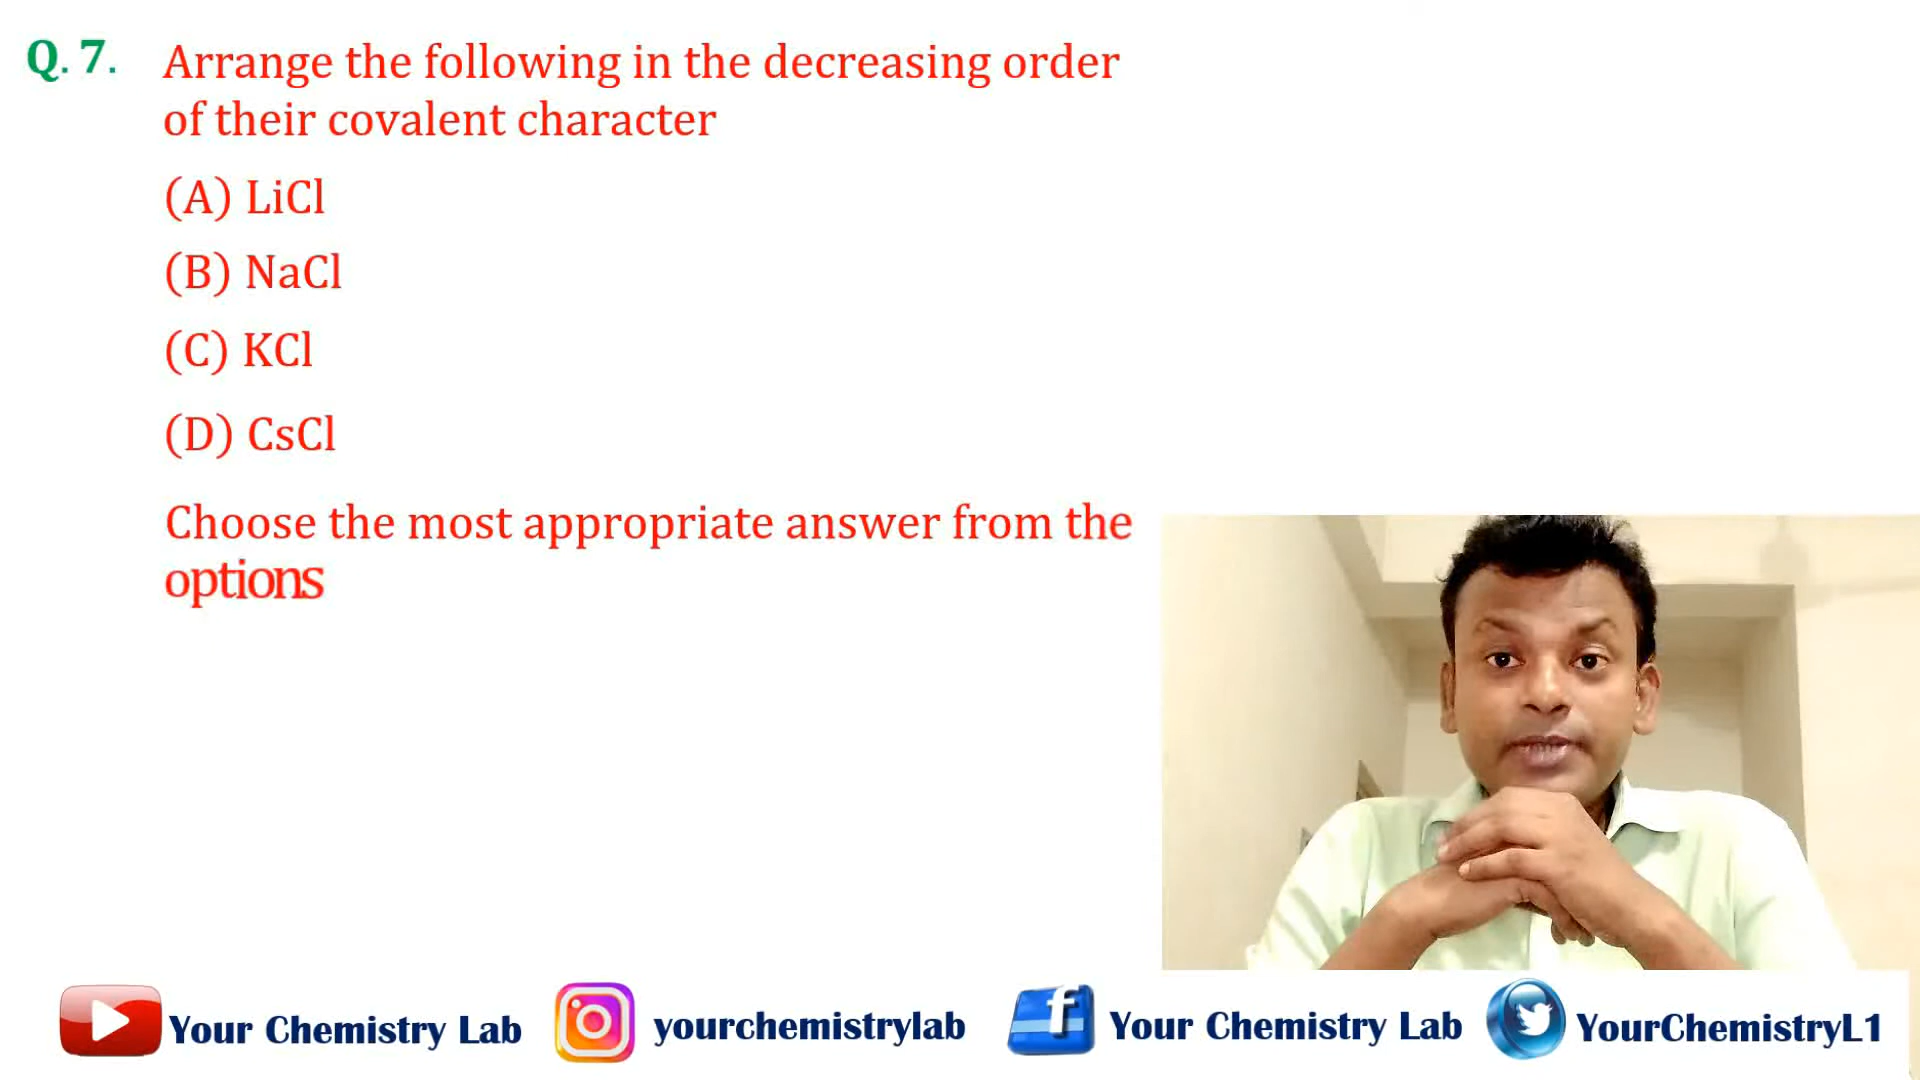 Q. 7. Arrange the following in the decreasing order
of their covalent character
(A) LiCl
(B) NaCl
(C) KCl
(D) CsCl
Choose the most appropriate answer from the
options
Your Chemistry Lab yourchemistrylab f Your Chemistry Lab YourChemistryL1